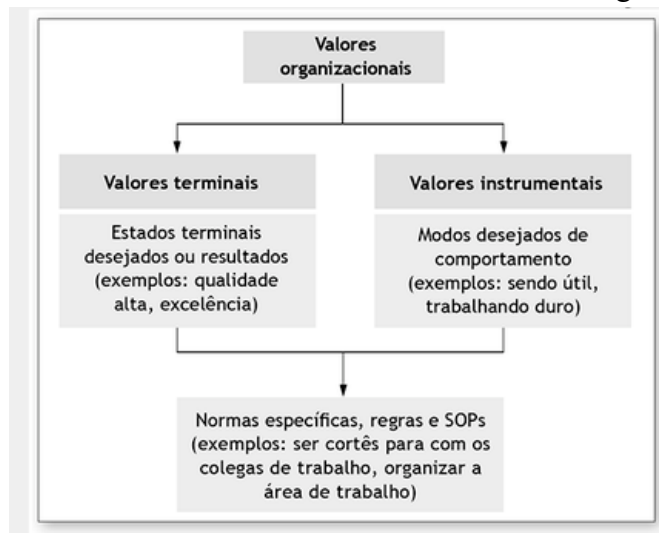 Valores
organizacionais
Valores terminais
Estados terminais
desejados ou resultados
(exemplos: qualidade
alta, excelência)
Valores instrumentais
Modos desejados de
comportamento
(exemplos: sendo útil,
trabalhando duro)
Normas específicas, regras e SOPs
(exemplos: ser cortês para com os
colegas de trabalho, organizar a
área de trabalho)